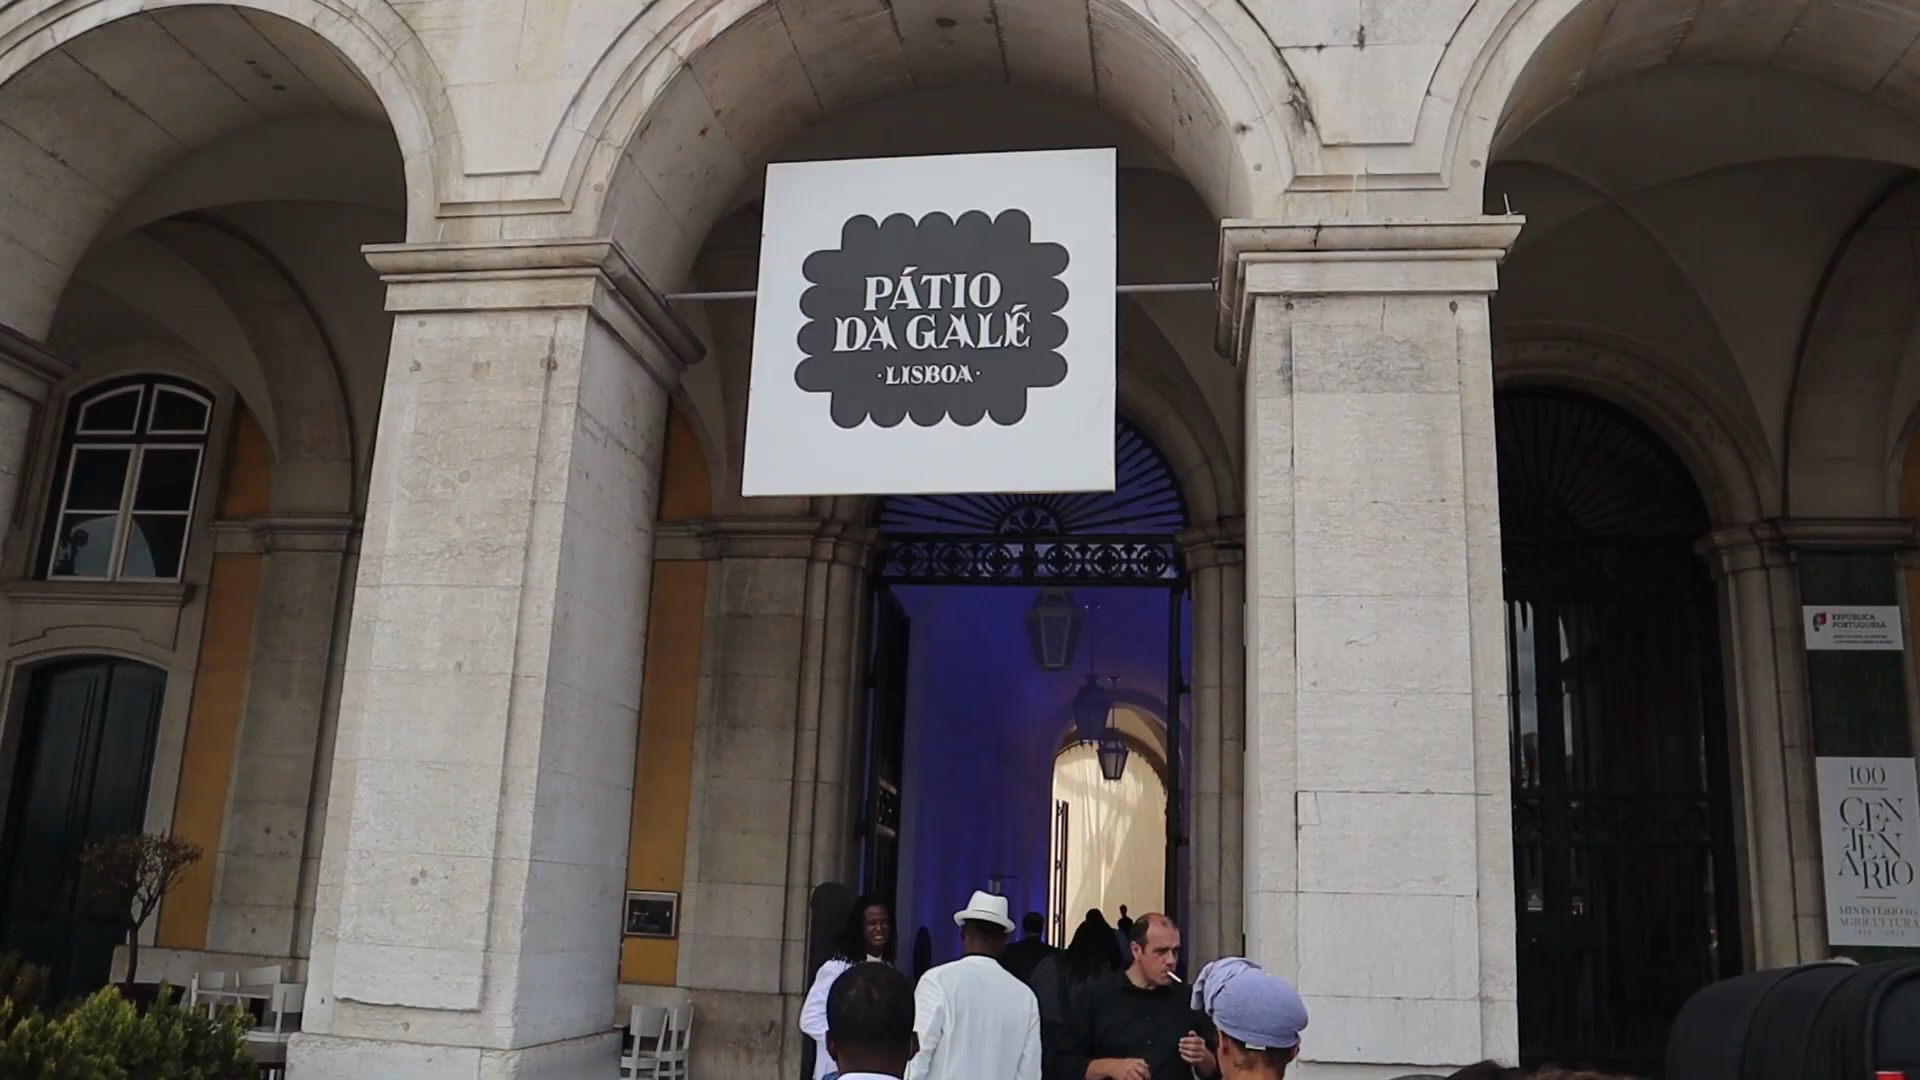 PÁTIO
DA GALÉ
· LISBOA ·
REPÚBLICA
PORTUGUESA
100
CEN
TEN
ÁRIO
MINISTÉRIO DA
AGRICULTURA